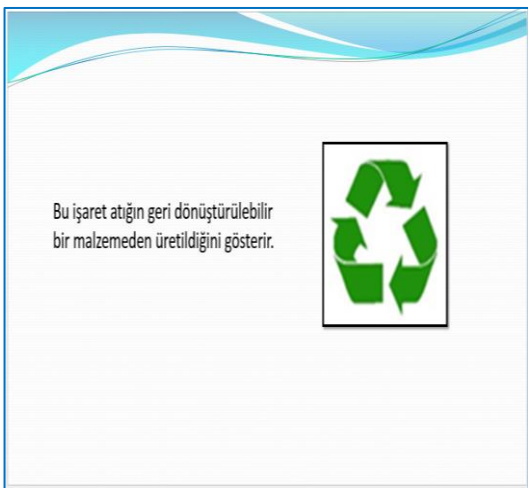 Bu işaret atığın geri dönüştürülebilir
bir malzemeden üretildiğini gösterir.